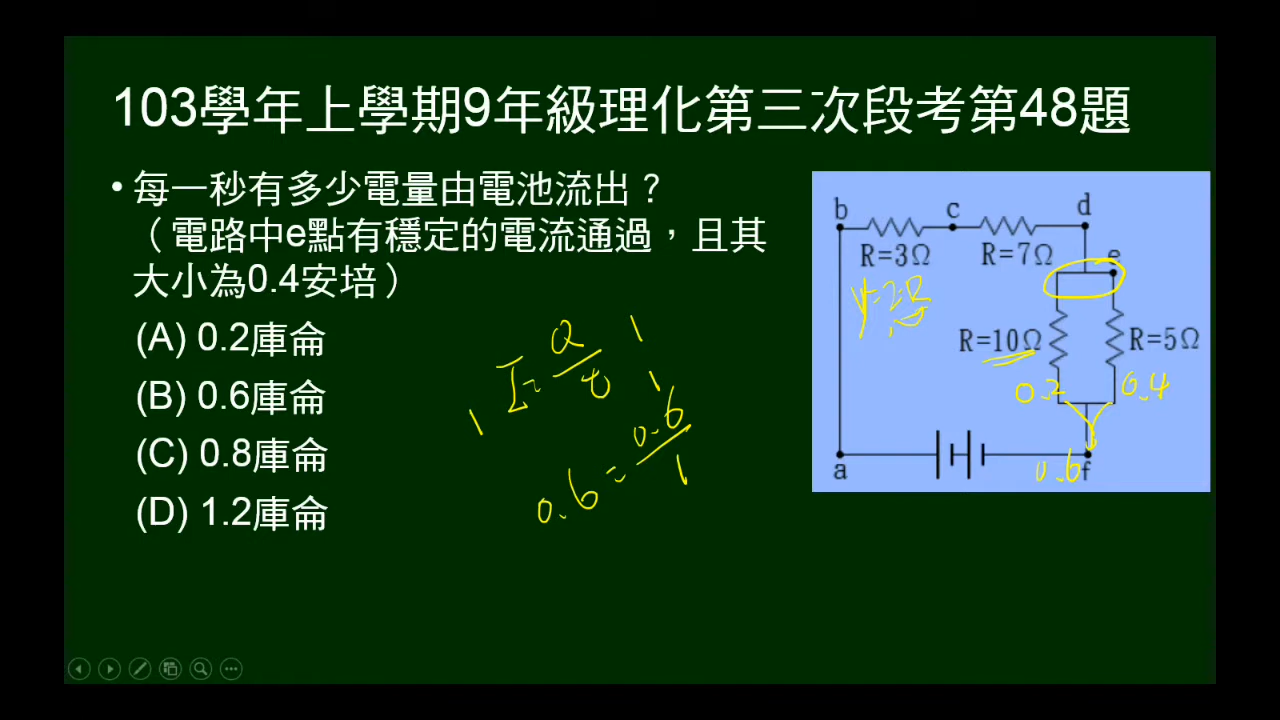 103學年上學期9年級理化第三次段考第48題
• 每一秒有多少電量由電池流出？
（電路中e點有穩定的電流通過，且其
大小為0.4安培）
(A) 0.2庫侖
(B) 0.6庫侖
(C) 0.8庫侖
(D) 1.2庫侖
I=Q/t
0.6=0.6/1
b
c
d
R=3Ω
R=7Ω
e
R=10Ω
R=5Ω
0.2
0.4
a
0.6
f